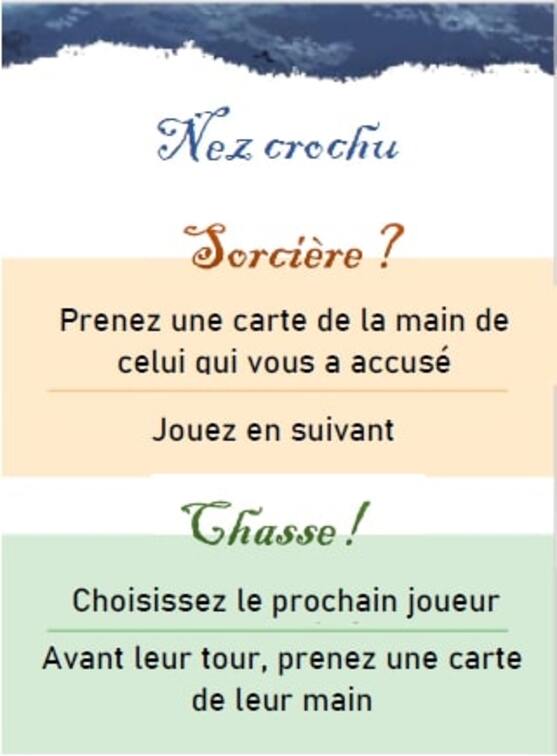 Nez crochu
Sorcière ?
Prenez une carte de la main de
celui qui vous a accusé
Jouez en suivant
Chasse !
Choisissez le prochain joueur
Avant leur tour, prenez une carte
de leur main